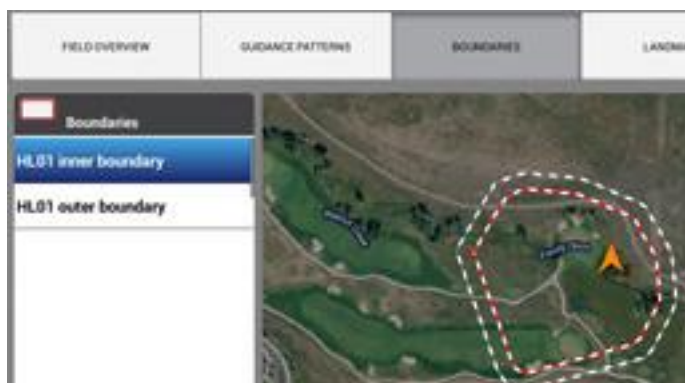 FIELD OVERVIEW
GUIDANCE PATTERNS
BOUNDARIES
Boundaries
HL01 inner boundary
HL01 outer boundary